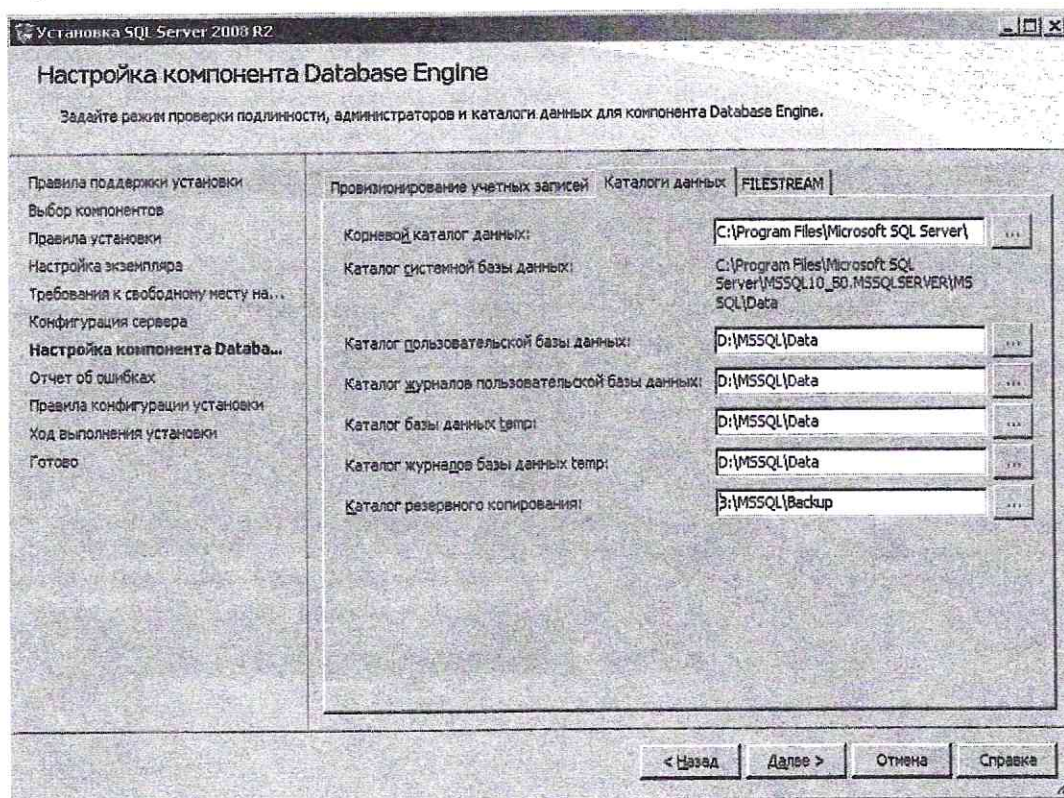 Установка SQL Server 2008 R2
Настройка компонента Database Engine
Задайте режим проверки подлинности, администраторов и каталоги данных для компонента Database Engine.
Правила поддержки установки
Выбор компонентов
Правила установки
Настройка экземпляра
Требования к свободному месту на...
Конфигурация сервера
Настройка компонента Databa...
Отчет об ошибках
Правила конфигурации установки
Ход выполнения установки
Готово
Провизионирование учетных записей Каталоги данных FILESTREAM
Корневой каталог данных: C:\Program Files\Microsoft SQL Server\ ...
Каталог системной базы данных: C:\Program Files\Microsoft SQL
Server\MSSQL10_50.MSSQLSERVER\MS
SQL\Data
Каталог пользовательской базы данных: D:\MSSQL\Data ...
Каталог журналов пользовательской базы данных: D:\MSSQL\Data ...
Каталог базы данных temp: D:\MSSQL\Data ...
Каталог журналов базы данных temp: D:\MSSQL\Data ...
Каталог резервного копирования: B:\MSSQL\Backup ...
< Назад Далее > Отмена Справка